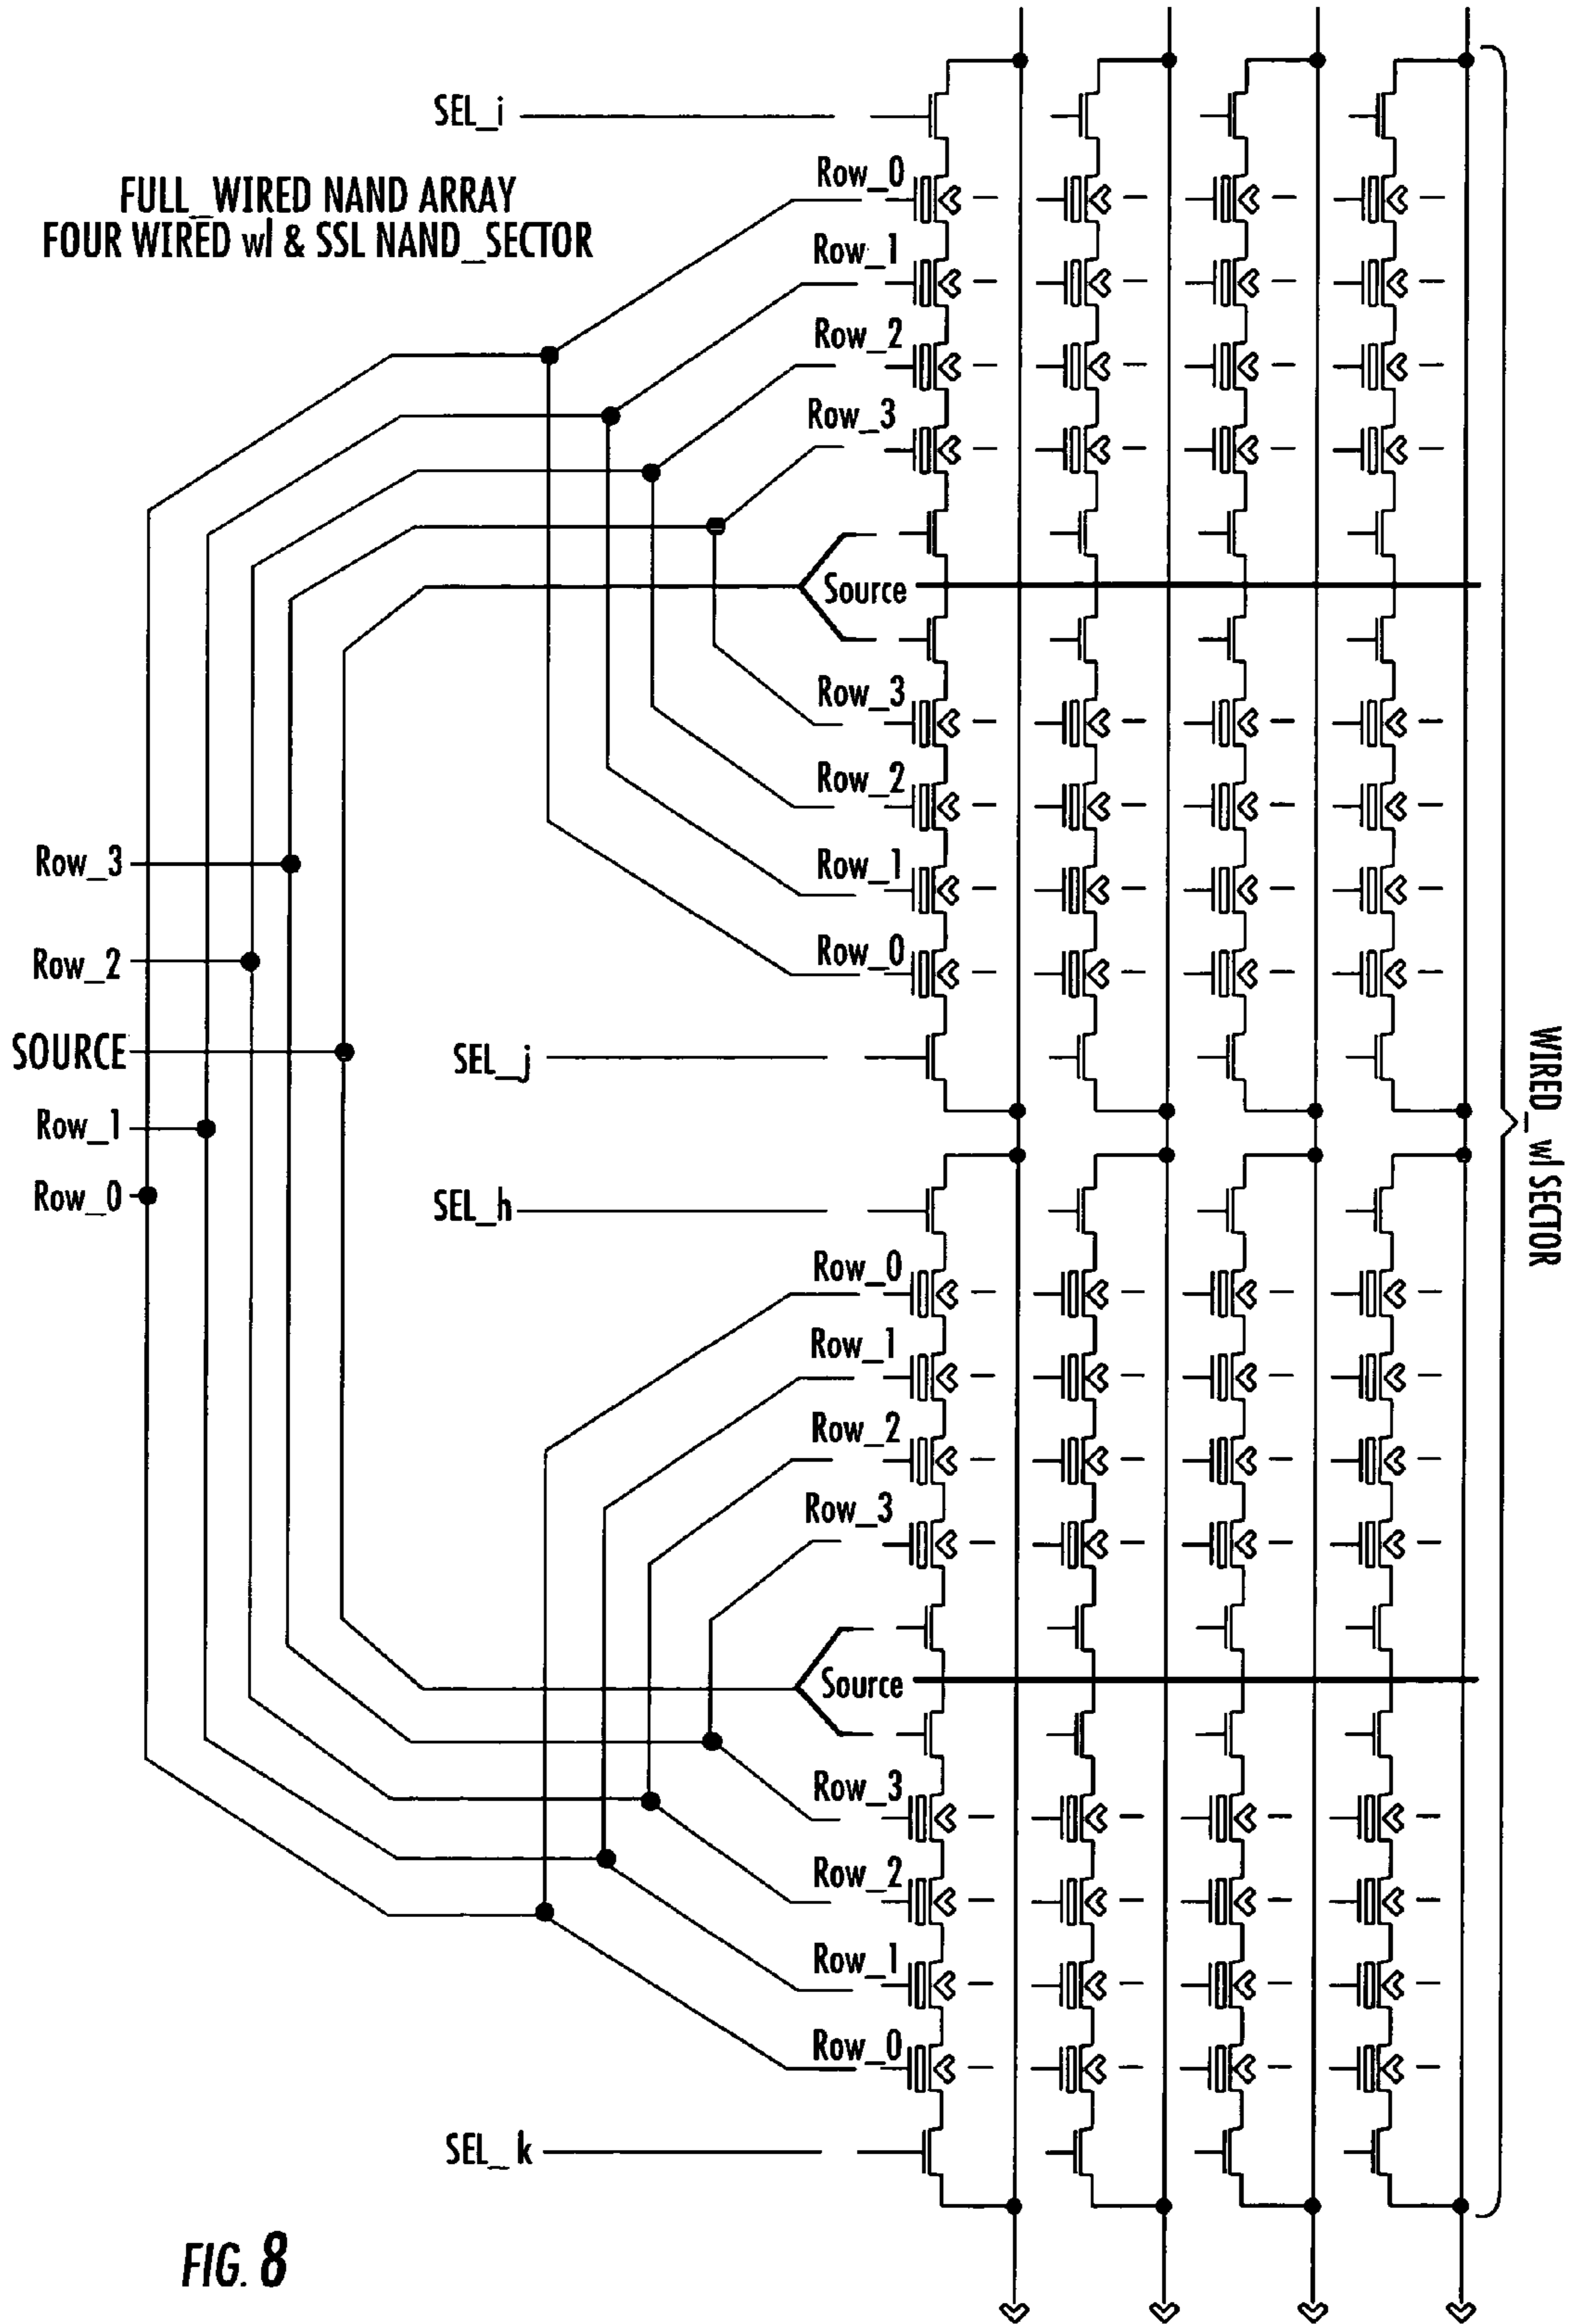 SEL_i
FULL_WIRED NAND ARRAY
FOUR WIRED wl & SSL NAND_SECTOR
Row_0
Row_1
Row_2
Row_3
Source
Row_3
Row_2
Row_1
Row_0
Row_3
Row_2
SOURCE
Row_1
Row_0
SEL_j
SEL_h
Row_0
Row_1
Row_2
Row_3
Source
Row_3
Row_2
Row_1
Row_0
SEL_k
WIRED_wl SECTOR
FIG. 8